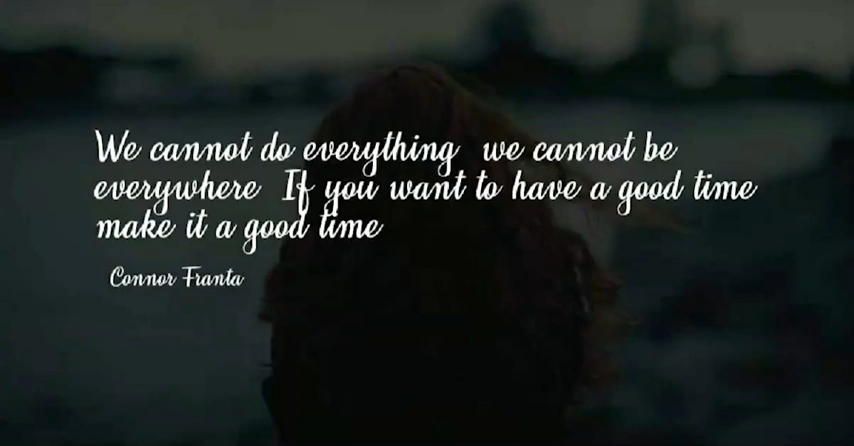 We cannot do everything we cannot be
everywhere If you want to have a good time
make it a good time
Connor Franta